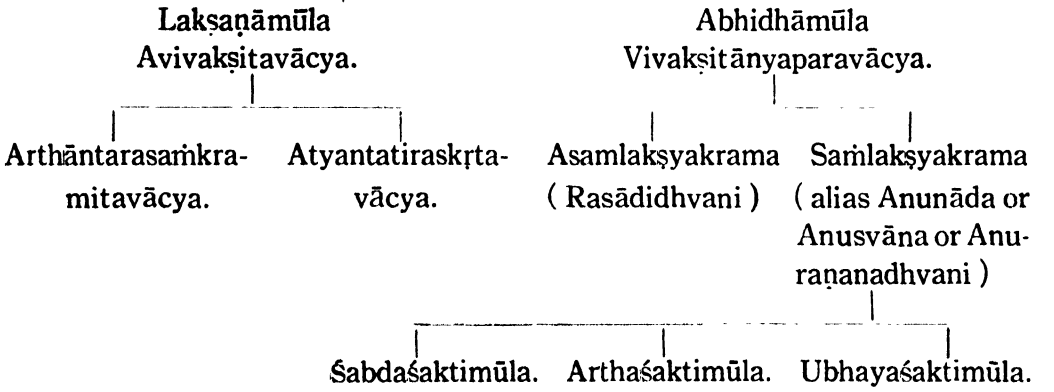 Lakṣaṇāmūla Abhidhāmūla
Avivakṣitavācya. Vivakṣitānyaparavācya.
Arthāntarasaṁkra- Atyantatiraskṛta- Asamlakṣyakrama Saṁlakṣyakrama
mitavācya. vācya. ( Rasādidhvani ) ( alias Anunāda or
Anusvāna or Anu-
raṇanadhvani )
Śabdaśaktimūla. Arthaśaktimūla. Ubhayaśaktimūla.